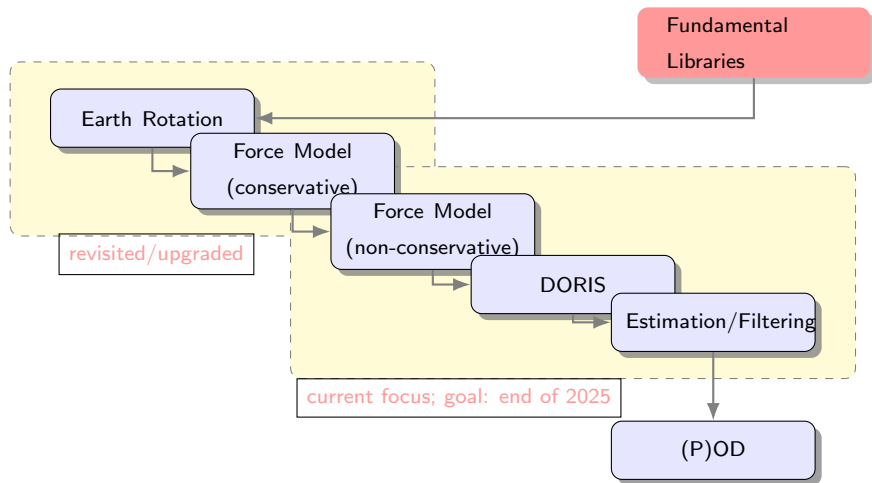 Fundamental
Libraries
Earth Rotation
Force Model
(conservative)
Force Model
(non-conservative)
revisited/upgraded
DORIS
Estimation/Filtering
current focus; goal: end of 2025
(P)OD